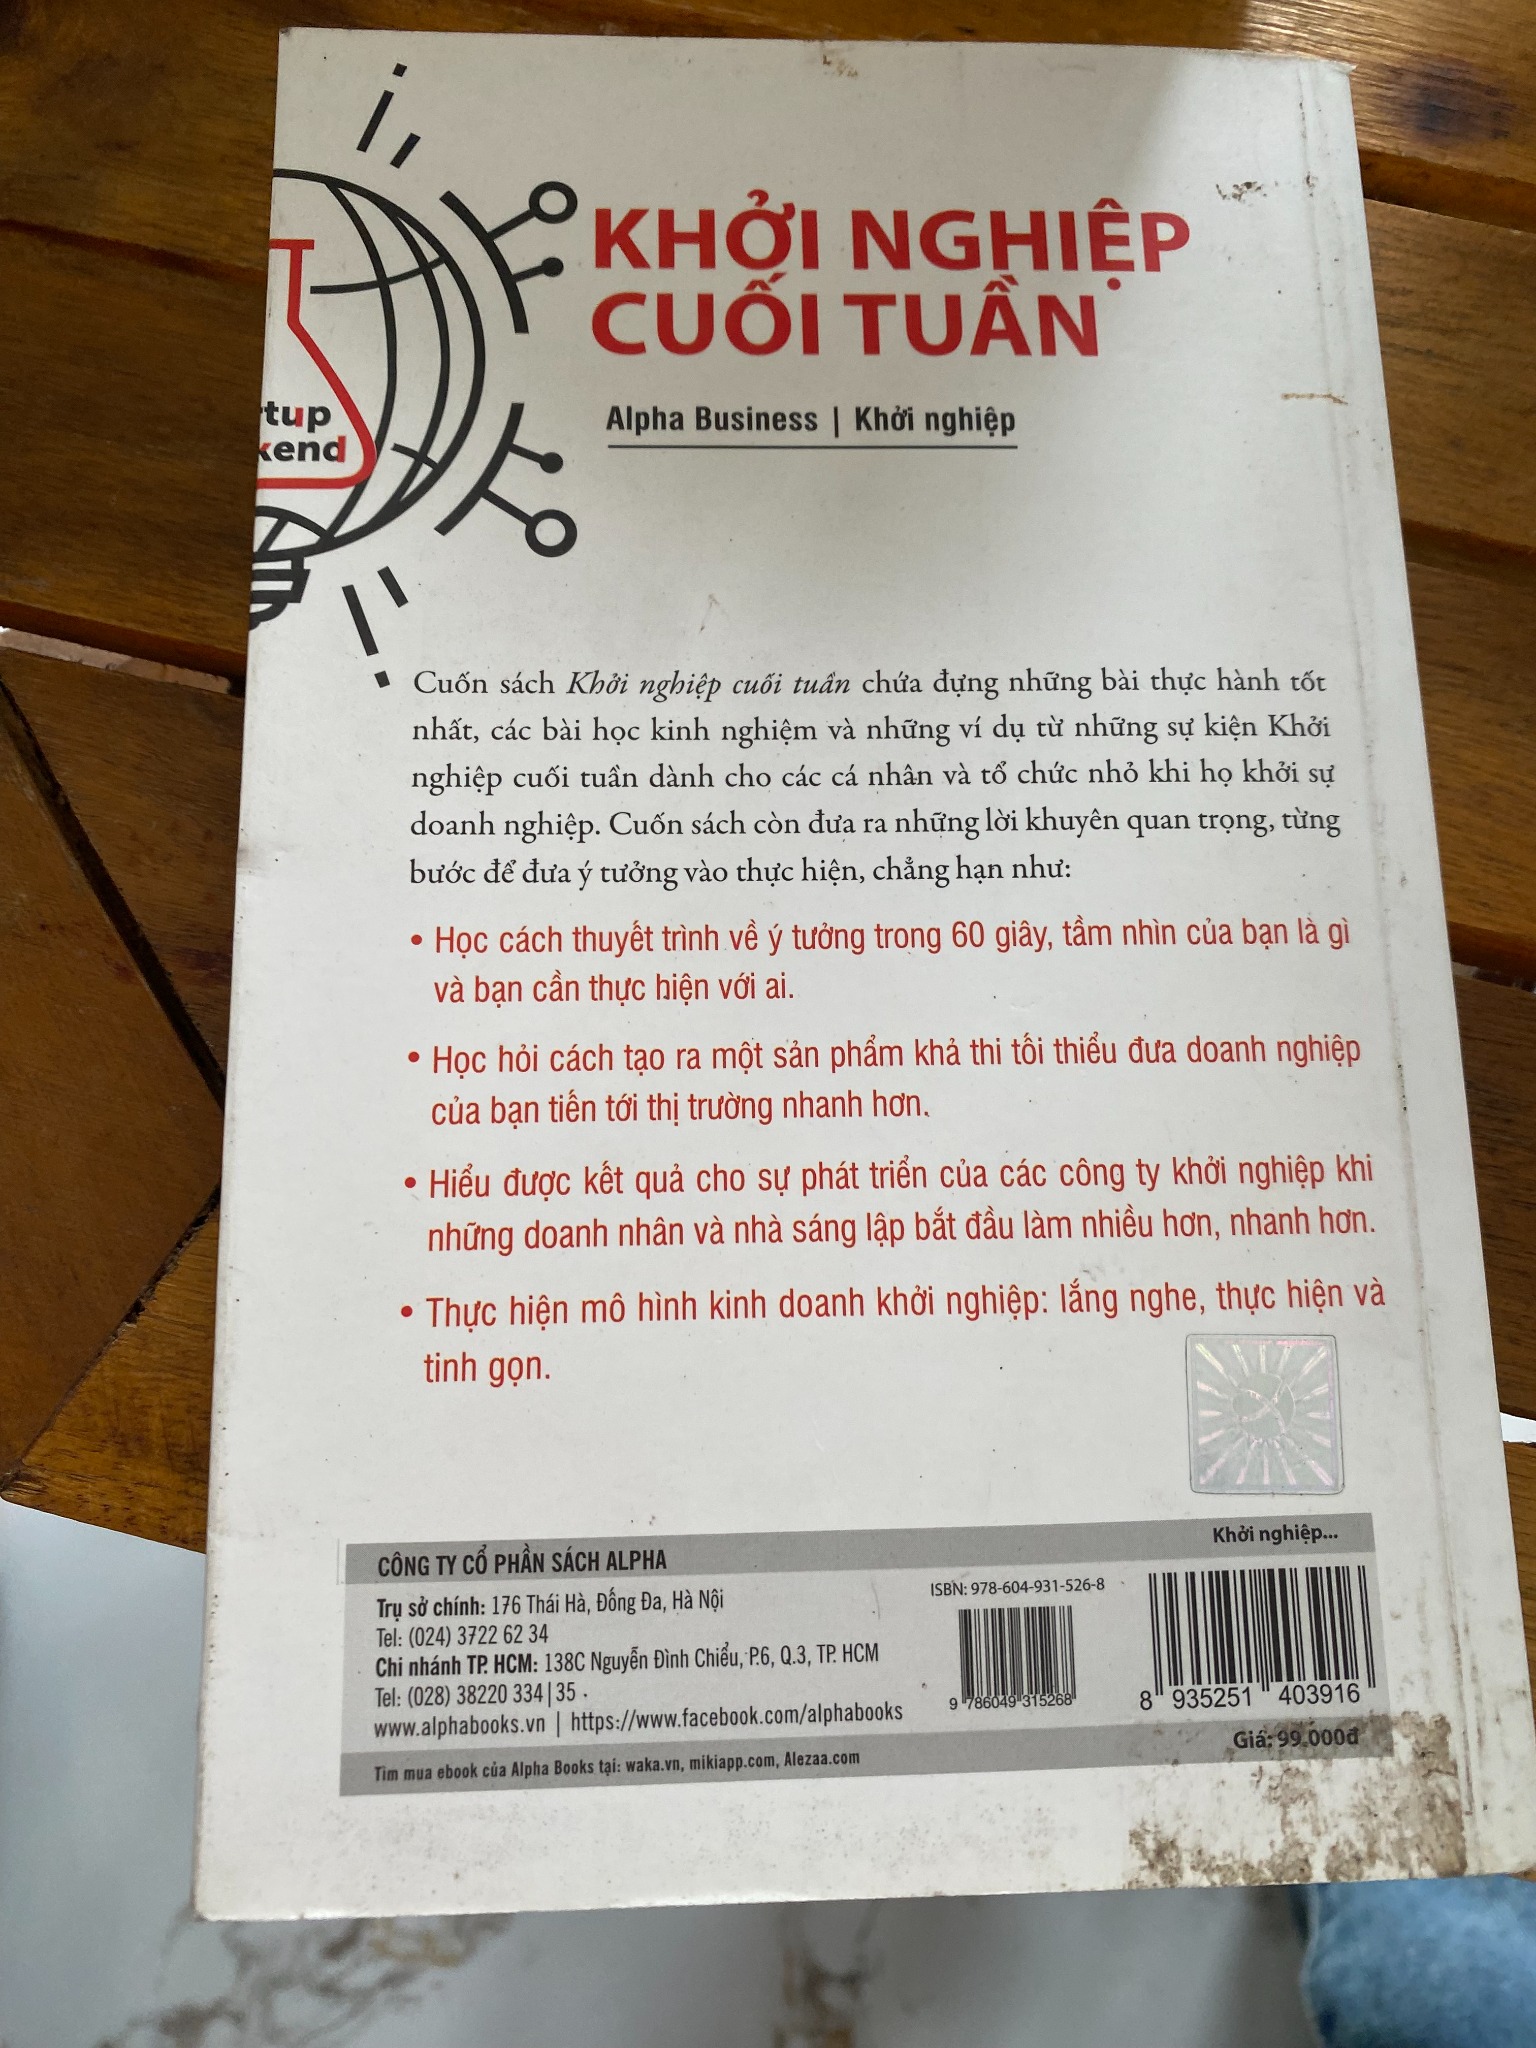 KHỞI NGHIỆP
CUỐI TUẦN
Alpha Business | Khởi nghiệp
rtup
kend
Cuốn sách Khởi nghiệp cuối tuần chứa đựng những bài thực hành tốt
nhất, các bài học kinh nghiệm và những ví dụ từ những sự kiện Khởi
nghiệp cuối tuần dành cho các cá nhân và tổ chức nhỏ khi họ khởi sự
doanh nghiệp. Cuốn sách còn đưa ra những lời khuyên quan trọng, từng
bước để đưa ý tưởng vào thực hiện, chẳng hạn như:
• Học cách thuyết trình về ý tưởng trong 60 giây, tầm nhìn của bạn là gì
và bạn cần thực hiện với ai.
• Học hỏi cách tạo ra một sản phẩm khả thi tối thiểu đưa doanh nghiệp
của bạn tiến tới thị trường nhanh hơn.
• Hiểu được kết quả cho sự phát triển của các công ty khởi nghiệp khi
những doanh nhân và nhà sáng lập bắt đầu làm nhiều hơn, nhanh hơn.
• Thực hiện mô hình kinh doanh khởi nghiệp: lắng nghe, thực hiện và
tinh gọn.
CÔNG TY CỔ PHẦN SÁCH ALPHA
Trụ sở chính: 176 Thái Hà, Đống Đa, Hà Nội
Tel: (024) 3722 62 34
Chi nhánh TP. HCM: 138C Nguyễn Đình Chiểu, P.6, Q.3, TP. HCM
Tel: (028) 38220 334|35
www.alphabooks.vn | https://www.facebook.com/alphabooks
Tìm mua ebook của Alpha Books tại: waka.vn, mikiapp.com, Alezaa.com
Khởi nghiệp...
ISBN: 978-604-931-526-8
9 786049 315268
8 935251 403916
Giá: 99.000đ